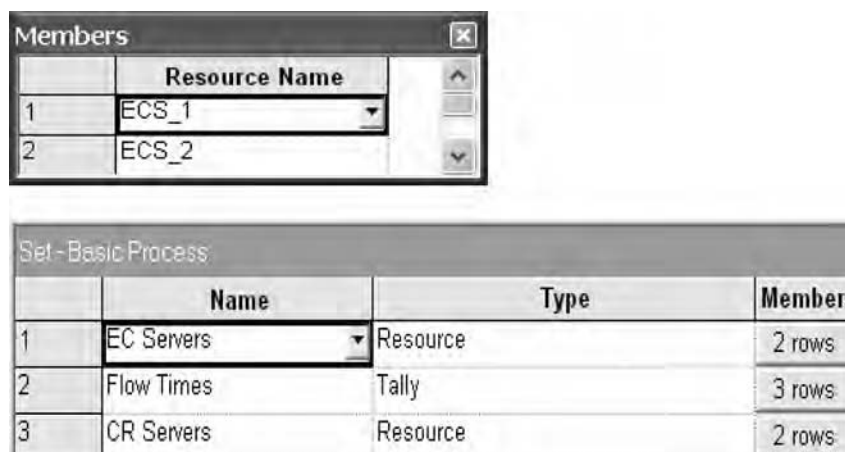 Members
Resource Name
1 ECS_1
2 ECS_2
Set - Basic Process
Name Type Member
1 EC Servers Resource 2 rows
2 Flow Times Tally 3 rows
3 CR Servers Resource 2 rows